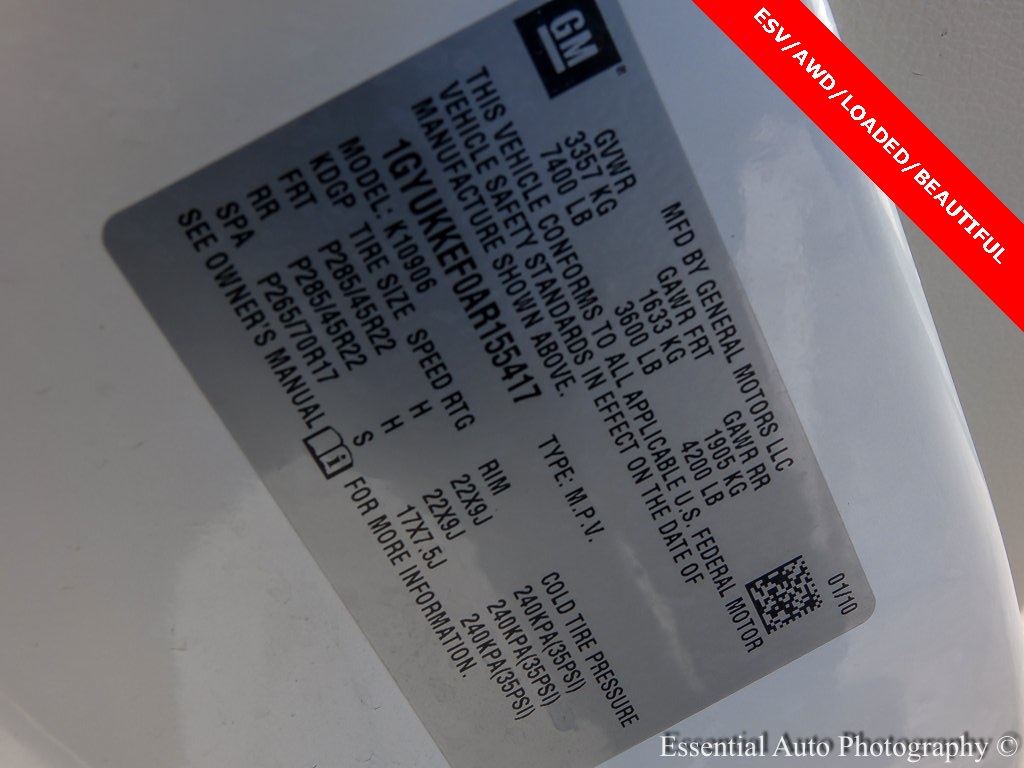 ESV/AWD/LOADED/BEAUTIFUL
GM
MFD BY GENERAL MOTORS LLC
01/10
GVWR GAWR FRT GAWR RR
3357 KG 1633 KG 1905 KG
7400 LB 3600 LB 4200 LB
THIS VEHICLE CONFORMS TO ALL APPLICABLE U.S. FEDERAL MOTOR
VEHICLE SAFETY STANDARDS IN EFFECT ON THE DATE OF
MANUFACTURE SHOWN ABOVE.
1GYUKKEF0AR155417 TYPE: M.P.V.
MODEL: K10906
KDGP TIRE SIZE SPEED RTG RIM COLD TIRE PRESSURE
FRT P285/45R22 H 22X9J 240KPA(35PSI)
RR P285/45R22 H 22X9J 240KPA(35PSI)
SPA P265/70R17 S 17X7.5J 240KPA(35PSI)
SEE OWNER'S MANUAL i FOR MORE INFORMATION.
Essential Auto Photography ©